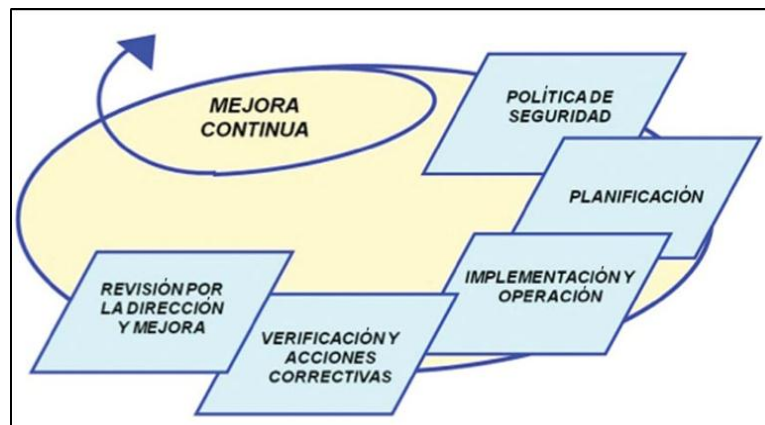 MEJORA
CONTINUA
POLÍTICA DE
SEGURIDAD
PLANIFICACIÓN
IMPLEMENTACIÓN Y
OPERACIÓN
VERIFICACIÓN Y
ACCIONES
CORRECTIVAS
REVISIÓN POR
LA DIRECCIÓN
Y MEJORA